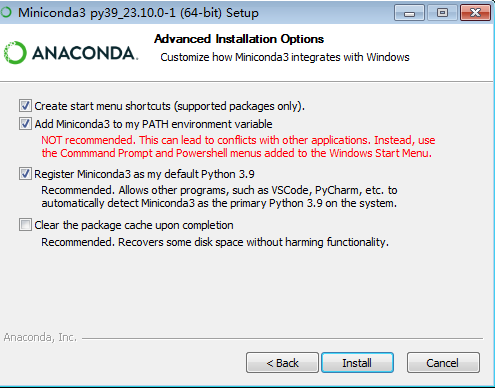 Miniconda3 py39_23.10.0-1 (64-bit) Setup
ANACONDA.
Advanced Installation Options
Customize how Miniconda3 integrates with Windows
Create start menu shortcuts (supported packages only).
Add Miniconda3 to my PATH environment variable
NOT recommended. This can lead to conflicts with other applications. Instead, use
the Commmand Prompt and Powershell menus added to the Windows Start Menu.
Register Miniconda3 as my default Python 3.9
Recommended. Allows other programs, such as VSCode, PyCharm, etc. to
automatically detect Miniconda3 as the primary Python 3.9 on the system.
Clear the package cache upon completion
Recommended. Recovers some disk space without harming functionality.
Anaconda, Inc.
< Back
Install
Cancel